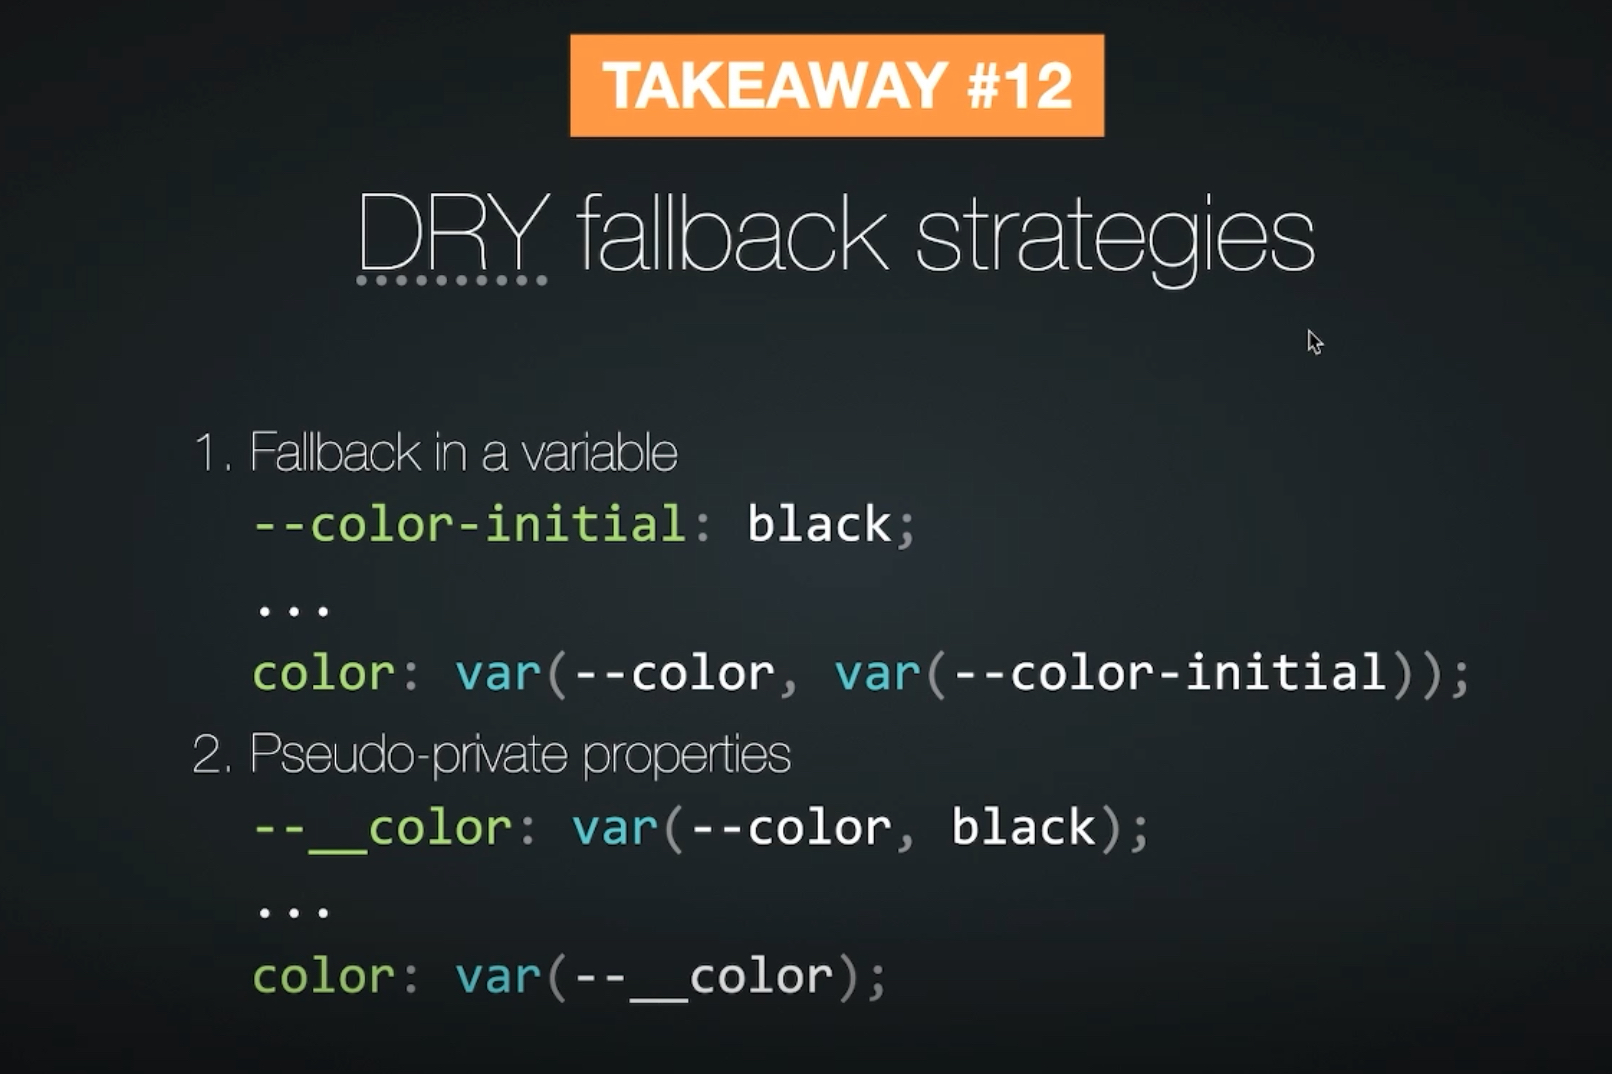 TAKEAWAY #12
DRY fallback strategies
1. Fallback in a variable
--color-initial: black;
...
color: var(--color, var(--color-initial));
2. Pseudo-private properties
--__color: var(--color, black);
...
color: var(--__color);